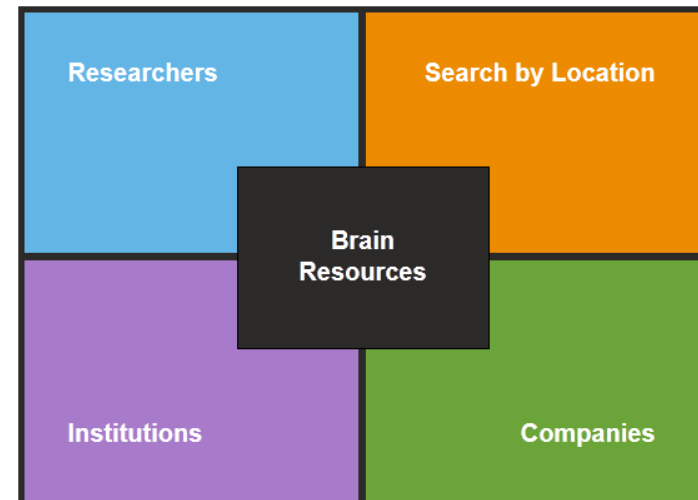 Researchers
Search by Location
Brain
Resources
Institutions
Companies